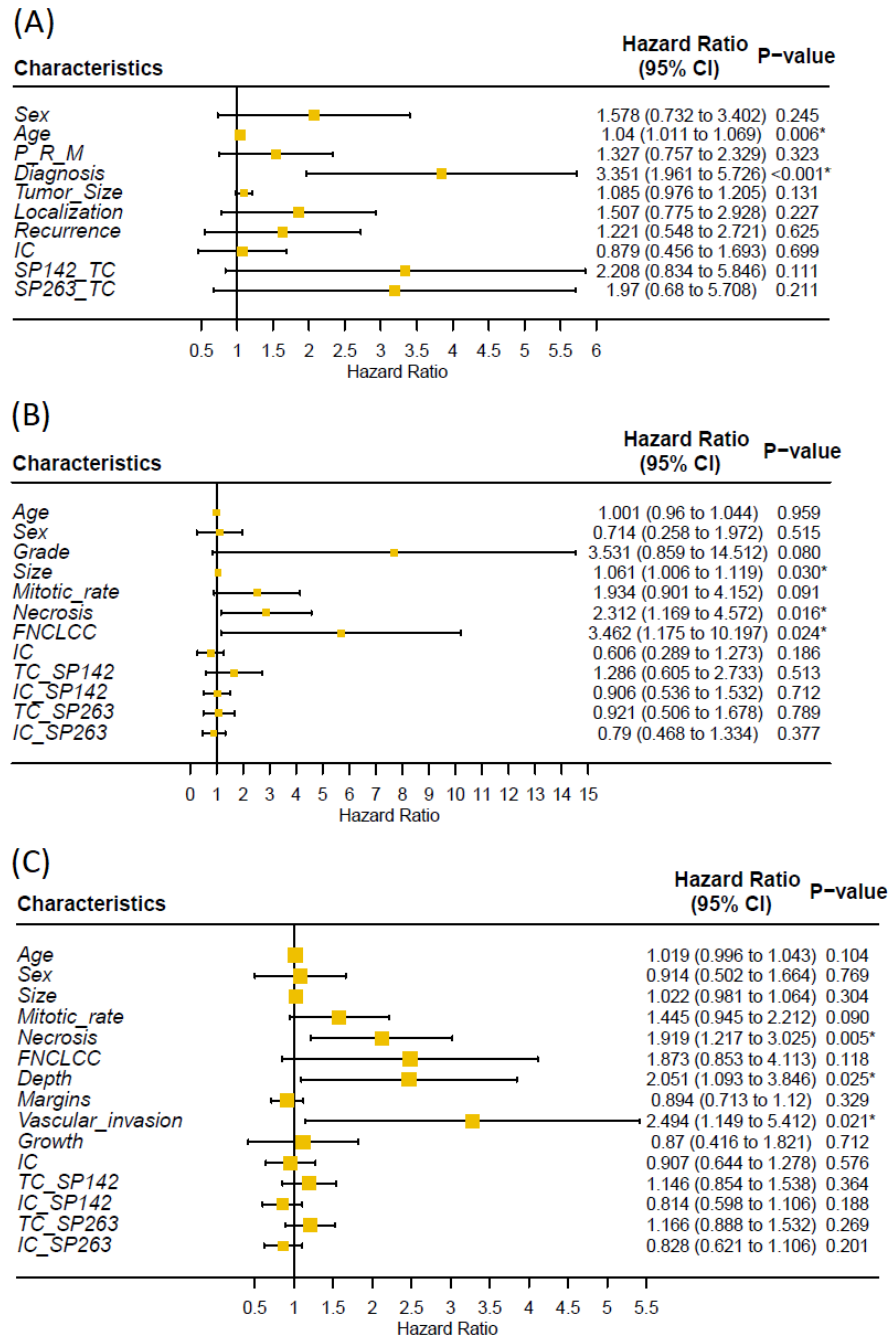 (A)
Characteristics Hazard Ratio (95% CI) P−value
Sex 1.578 (0.732 to 3.402) 0.245
Age 1.04 (1.011 to 1.069) 0.006*
P_R_M 1.327 (0.757 to 2.329) 0.323
Diagnosis 3.351 (1.961 to 5.726) <0.001*
Tumor_Size 1.085 (0.976 to 1.205) 0.131
Localization 1.507 (0.775 to 2.928) 0.227
Recurrence 1.221 (0.548 to 2.721) 0.625
IC 0.879 (0.456 to 1.693) 0.699
SP142_TC 2.208 (0.834 to 5.846) 0.111
SP263_TC 1.97 (0.68 to 5.708) 0.211
0.5 1 1.5 2 2.5 3 3.5 4 4.5 5 5.5 6
Hazard Ratio
(B)
Characteristics Hazard Ratio (95% CI) P−value
Age 1.001 (0.96 to 1.044) 0.959
Sex 0.714 (0.258 to 1.972) 0.515
Grade 3.531 (0.859 to 14.512) 0.080
Size 1.061 (1.006 to 1.119) 0.030*
Mitotic_rate 1.934 (0.901 to 4.152) 0.091
Necrosis 2.312 (1.169 to 4.572) 0.016*
FNCLCC 3.462 (1.175 to 10.197) 0.024*
IC 0.606 (0.289 to 1.273) 0.186
TC_SP142 1.286 (0.605 to 2.733) 0.513
IC_SP142 0.906 (0.536 to 1.532) 0.712
TC_SP263 0.921 (0.506 to 1.678) 0.789
IC_SP263 0.79 (0.468 to 1.334) 0.377
0 1 2 3 4 5 6 7 8 9 10 11 12 13 14 15
Hazard Ratio
(C)
Characteristics Hazard Ratio (95% CI) P−value
Age 1.019 (0.996 to 1.043) 0.104
Sex 0.914 (0.502 to 1.664) 0.769
Size 1.022 (0.981 to 1.064) 0.304
Mitotic_rate 1.445 (0.945 to 2.212) 0.090
Necrosis 1.919 (1.217 to 3.025) 0.005*
FNCLCC 1.873 (0.853 to 4.113) 0.118
Depth 2.051 (1.093 to 3.846) 0.025*
Margins 0.894 (0.713 to 1.12) 0.329
Vascular_invasion 2.494 (1.149 to 5.412) 0.021*
Growth 0.87 (0.416 to 1.821) 0.712
IC 0.907 (0.644 to 1.278) 0.576
TC_SP142 1.146 (0.854 to 1.538) 0.364
IC_SP142 0.814 (0.598 to 1.106) 0.188
TC_SP263 1.166 (0.888 to 1.532) 0.269
IC_SP263 0.828 (0.621 to 1.106) 0.201
0.5 1 1.5 2 2.5 3 3.5 4 4.5 5 5.5
Hazard Ratio